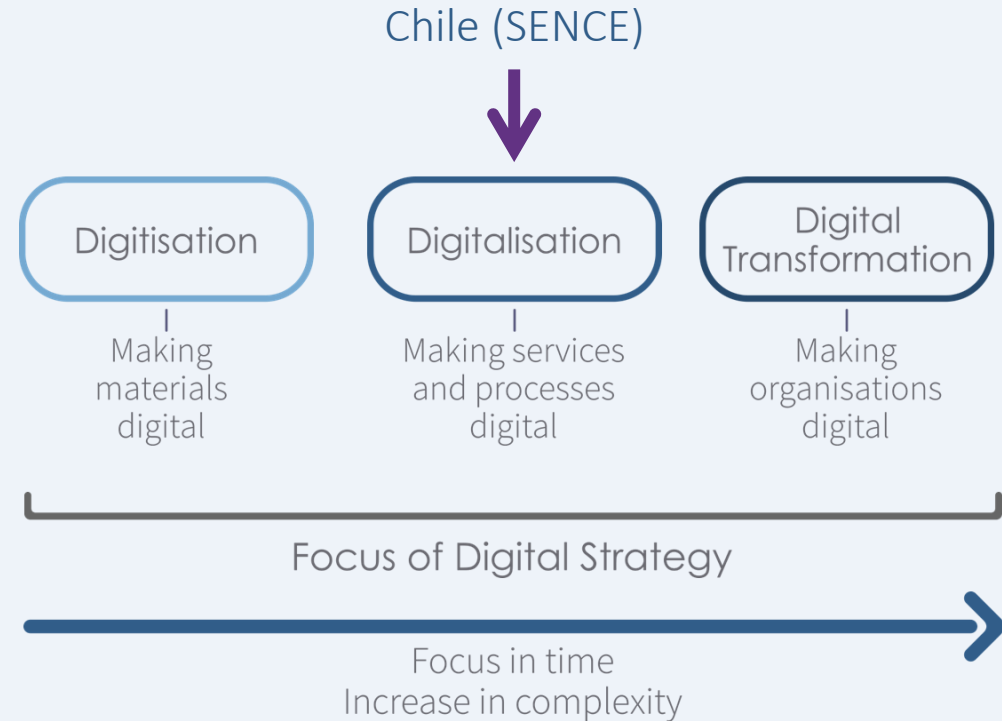 Chile (SENCE)
Digitisation
Digitalisation
Digital
Transformation
Making
materials
digital
Making services
and processes
digital
Making
organisations
digital
Focus of Digital Strategy
Focus in time
Increase in complexity